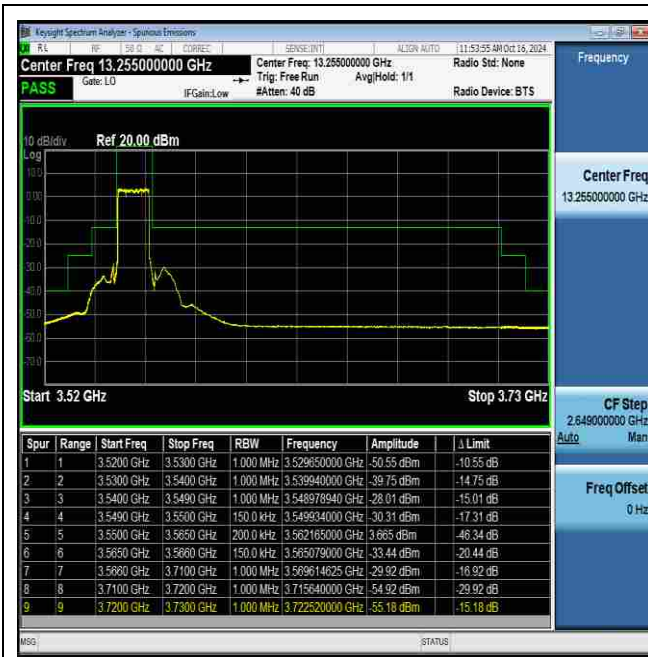 Keysight Spectrum Analyzer - Spurious Emissions
RL RF 50 Ω AC CORREC SENSE:INT ALIGN AUTO 11:53:55 AM Oct 16, 2024
Center Freq 13.255000000 GHz Center Freq: 13.255000000 GHz Radio Std: None
Gate: LO Trig: Free Run Avg|Hold: 1/1
PASS IFGain:Low #Atten: 40 dB Radio Device: BTS
10 dB/div Ref 20.00 dBm
Log
10.0
0.00
-10.0
-20.0
-30.0
-40.0
-50.0
-60.0
-70.0
Start 3.52 GHz Stop 3.73 GHz
Spur Range Start Freq Stop Freq RBW Frequency Amplitude Δ Limit
1 1 3.5200 GHz 3.5300 GHz 1.000 MHz 3.529650000 GHz -50.55 dBm -10.55 dB
2 2 3.5300 GHz 3.5400 GHz 1.000 MHz 3.539940000 GHz -39.75 dBm -14.75 dB
3 3 3.5400 GHz 3.5490 GHz 1.000 MHz 3.548978940 GHz -28.01 dBm -15.01 dB
4 4 3.5490 GHz 3.5500 GHz 150.0 kHz 3.549934000 GHz -30.31 dBm -17.31 dB
5 5 3.5500 GHz 3.5650 GHz 200.0 kHz 3.562165000 GHz 3.665 dBm -46.34 dB
6 6 3.5650 GHz 3.5660 GHz 150.0 kHz 3.565079000 GHz -33.44 dBm -20.44 dB
7 7 3.5660 GHz 3.7100 GHz 1.000 MHz 3.569614625 GHz -29.92 dBm -16.92 dB
8 8 3.7100 GHz 3.7200 GHz 1.000 MHz 3.715640000 GHz -54.92 dBm -29.92 dB
9 9 3.7200 GHz 3.7300 GHz 1.000 MHz 3.722520000 GHz -55.18 dBm -15.18 dB
MSG STATUS
Frequency
Center Freq
13.255000000 GHz
CF Step
2.649000000 GHz
Auto Man
Freq Offset
0 Hz